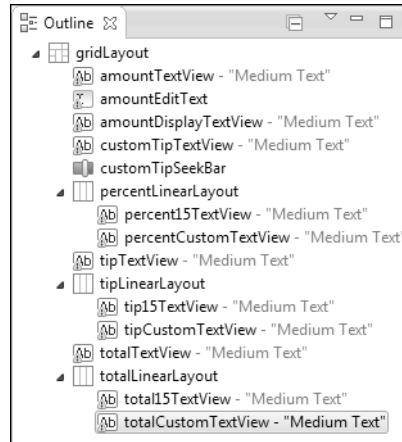 Outline
gridLayout
amountTextView - "Medium Text"
amountEditText
amountDisplayTextView - "Medium Text"
customTipTextView - "Medium Text"
customTipSeekBar
percentLinearLayout
percent15TextView - "Medium Text"
percentCustomTextView - "Medium Text"
tipTextView - "Medium Text"
tipLinearLayout
tip15TextView - "Medium Text"
tipCustomTextView - "Medium Text"
totalTextView - "Medium Text"
totalLinearLayout
total15TextView - "Medium Text"
totalCustomTextView - "Medium Text"